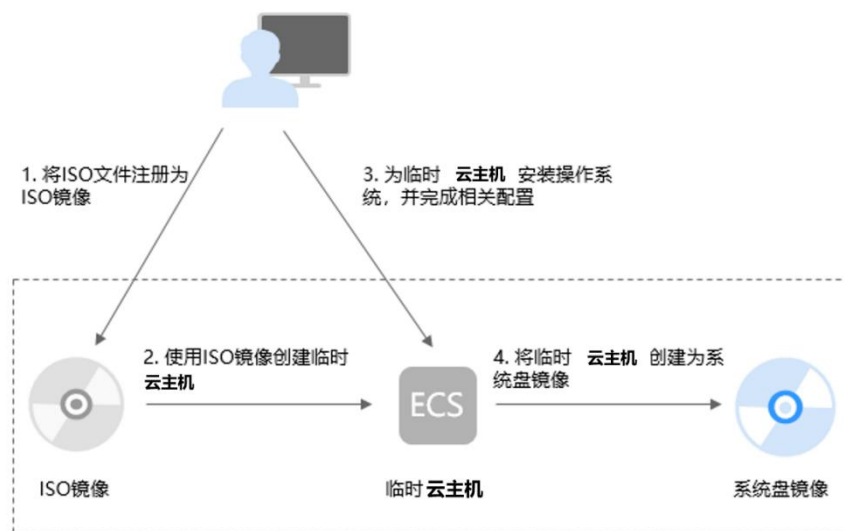 1. 将ISO文件注册为
ISO镜像
3. 为临时 云主机 安装操作系
统，并完成相关配置
2. 使用ISO镜像创建临时
云主机
4. 将临时 云主机 创建为系
统盘镜像
ECS
ISO镜像
临时云主机
系统盘镜像